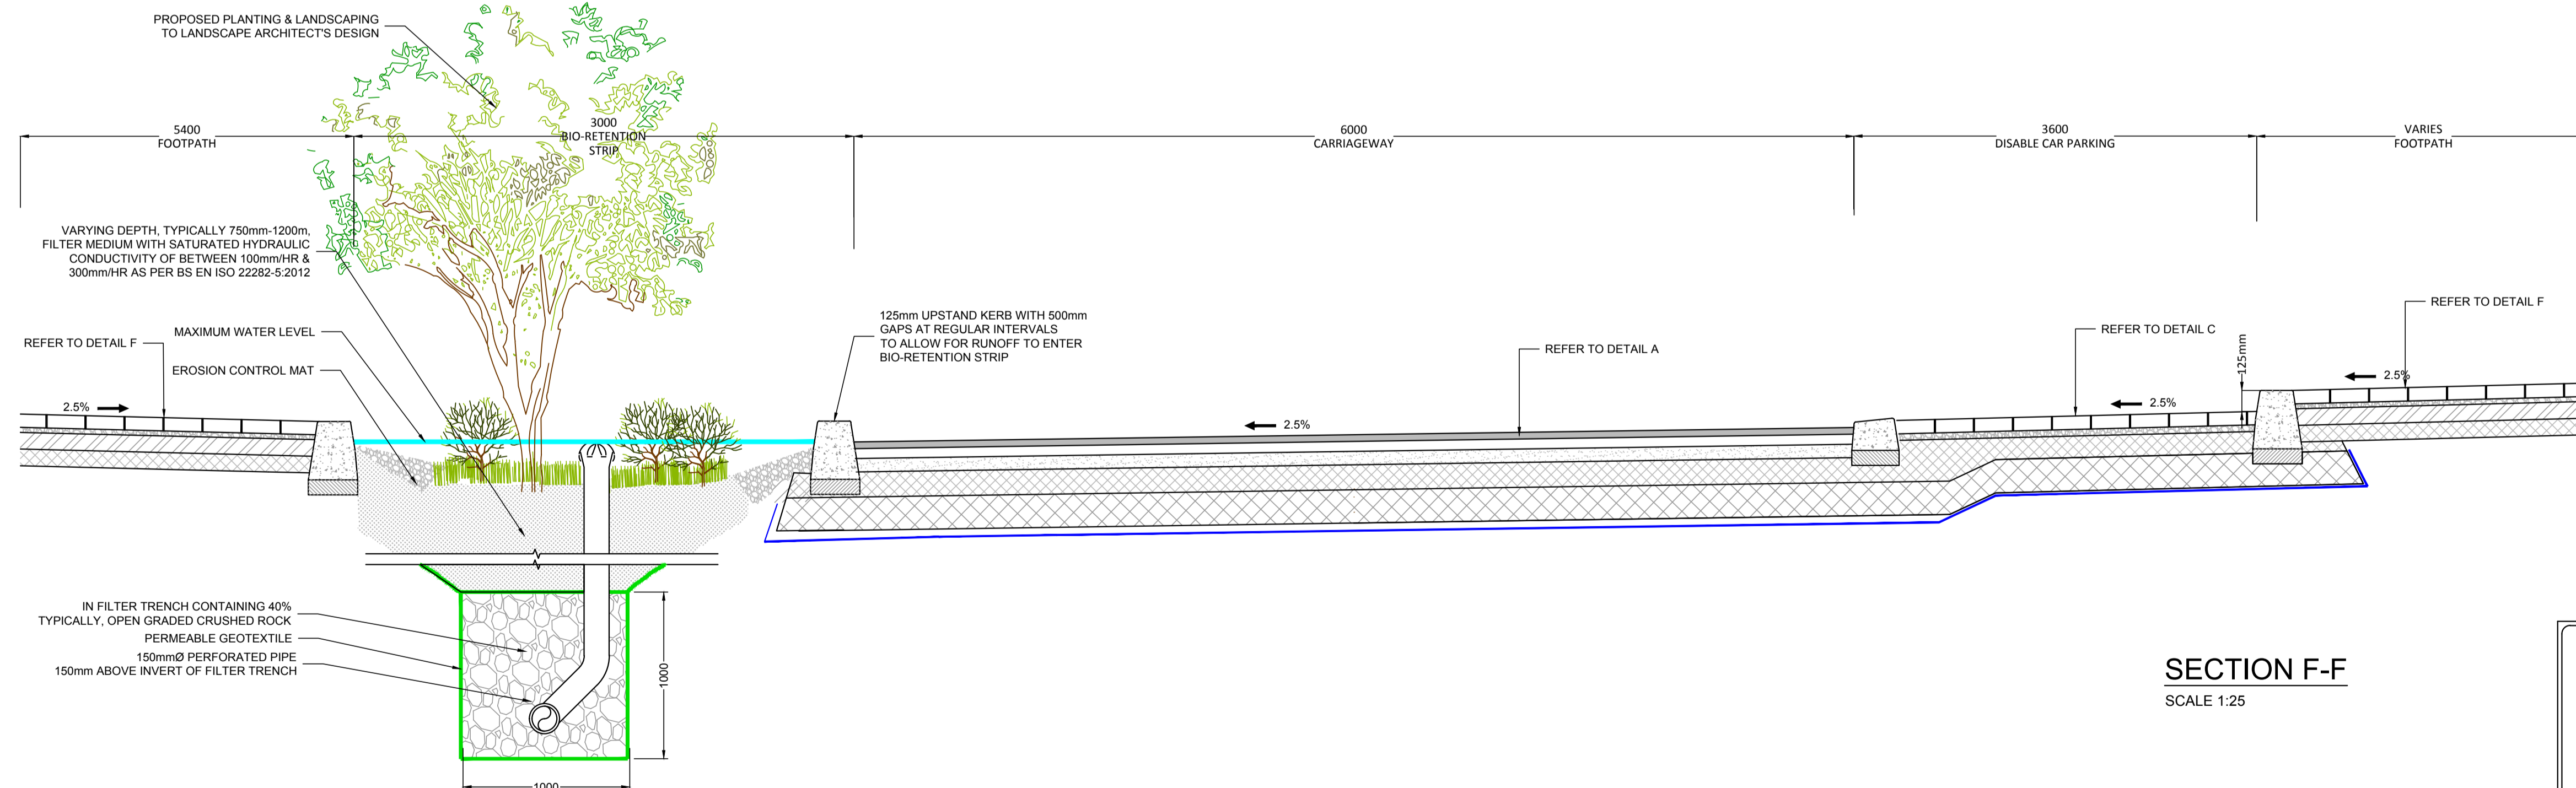 PROPOSED PLANTING & LANDSCAPING
TO LANDSCAPE ARCHITECT'S DESIGN
5400
FOOTPATH
3000
BIO-RETENTION
STRIP
6000
CARRIAGEWAY
3600
DISABLE CAR PARKING
VARIES
FOOTPATH
VARYING DEPTH, TYPICALLY 750mm-1200m,
FILTER MEDIUM WITH SATURATED HYDRAULIC
CONDUCTIVITY OF BETWEEN 100mm/HR &
300mm/HR AS PER BS EN ISO 22282-5:2012
MAXIMUM WATER LEVEL
REFER TO DETAIL F
EROSION CONTROL MAT
2.5%
125mm UPSTAND KERB WITH 500mm
GAPS AT REGULAR INTERVALS
TO ALLOW FOR RUNOFF TO ENTER
BIO-RETENTION STRIP
REFER TO DETAIL A
2.5%
REFER TO DETAIL C
2.5%
125mm
REFER TO DETAIL F
2.5%
IN FILTER TRENCH CONTAINING 40%
TYPICALLY, OPEN GRADED CRUSHED ROCK
PERMEABLE GEOTEXTILE
150mmØ PERFORATED PIPE
150mm ABOVE INVERT OF FILTER TRENCH
1000
1000
SECTION F-F
SCALE 1:25